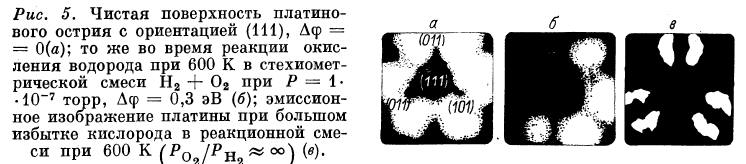 Рис. 5. Чистая поверхность платино-
вого острия с ориентацией (111), Δφ =
= 0(а); то же во время реакции окис-
ления водорода при 600 К в стехиомет-
рической смеси H₂ + O₂ при P = 1·
·10⁻⁷ торр, Δφ = 0,3 эВ (б); эмиссион-
ное изображение платины при большом
избытке кислорода в реакционной сме-
си при 600 К (P_O₂/P_H₂ ≈ ∞) (в).
а б в
(011)
(111)
(011) (101)